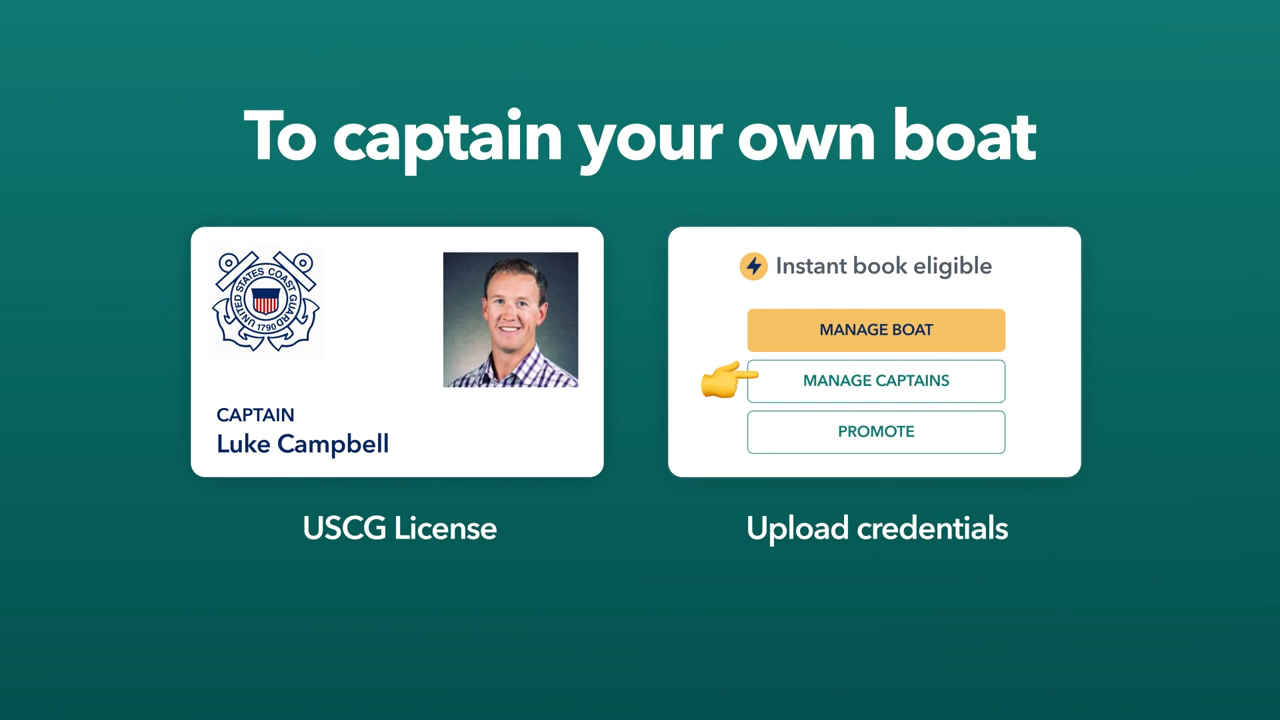 To captain your own boat
UNITED STATES COAST GUARD
1790
CAPTAIN
Luke Campbell
USCG License
Instant book eligible
MANAGE BOAT
MANAGE CAPTAINS
PROMOTE
Upload credentials